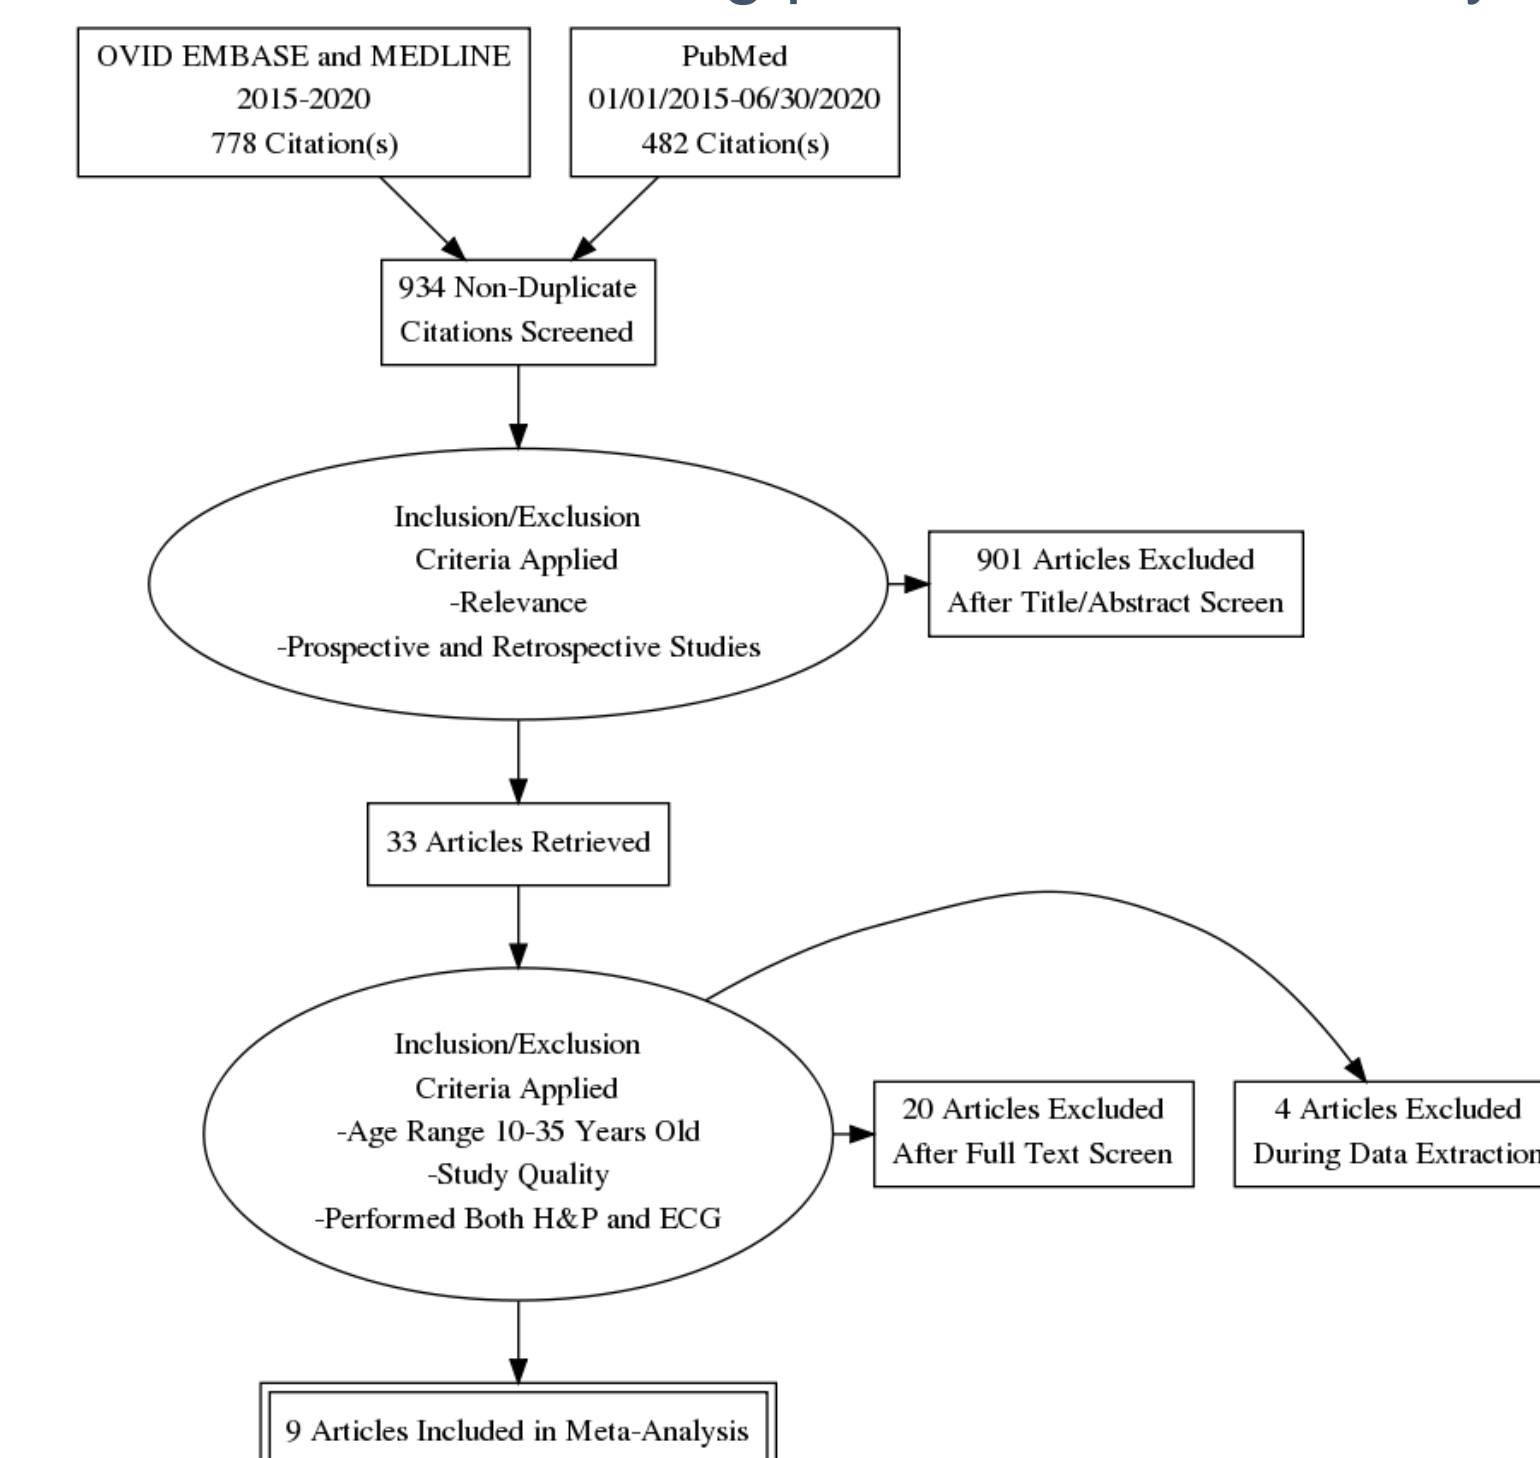 OVID EMBASE and MEDLINE
2015-2020
778 Citation(s)
PubMed
01/01/2015-06/30/2020
482 Citation(s)
934 Non-Duplicate
Citations Screened
Inclusion/Exclusion
Criteria Applied
-Relevance
-Prospective and Retrospective Studies
901 Articles Excluded
After Title/Abstract Screen
33 Articles Retrieved
Inclusion/Exclusion
Criteria Applied
-Age Range 10-35 Years Old
-Study Quality
-Performed Both H&P and ECG
20 Articles Excluded
After Full Text Screen
4 Articles Excluded
During Data Extraction
9 Articles Included in Meta-Analysis